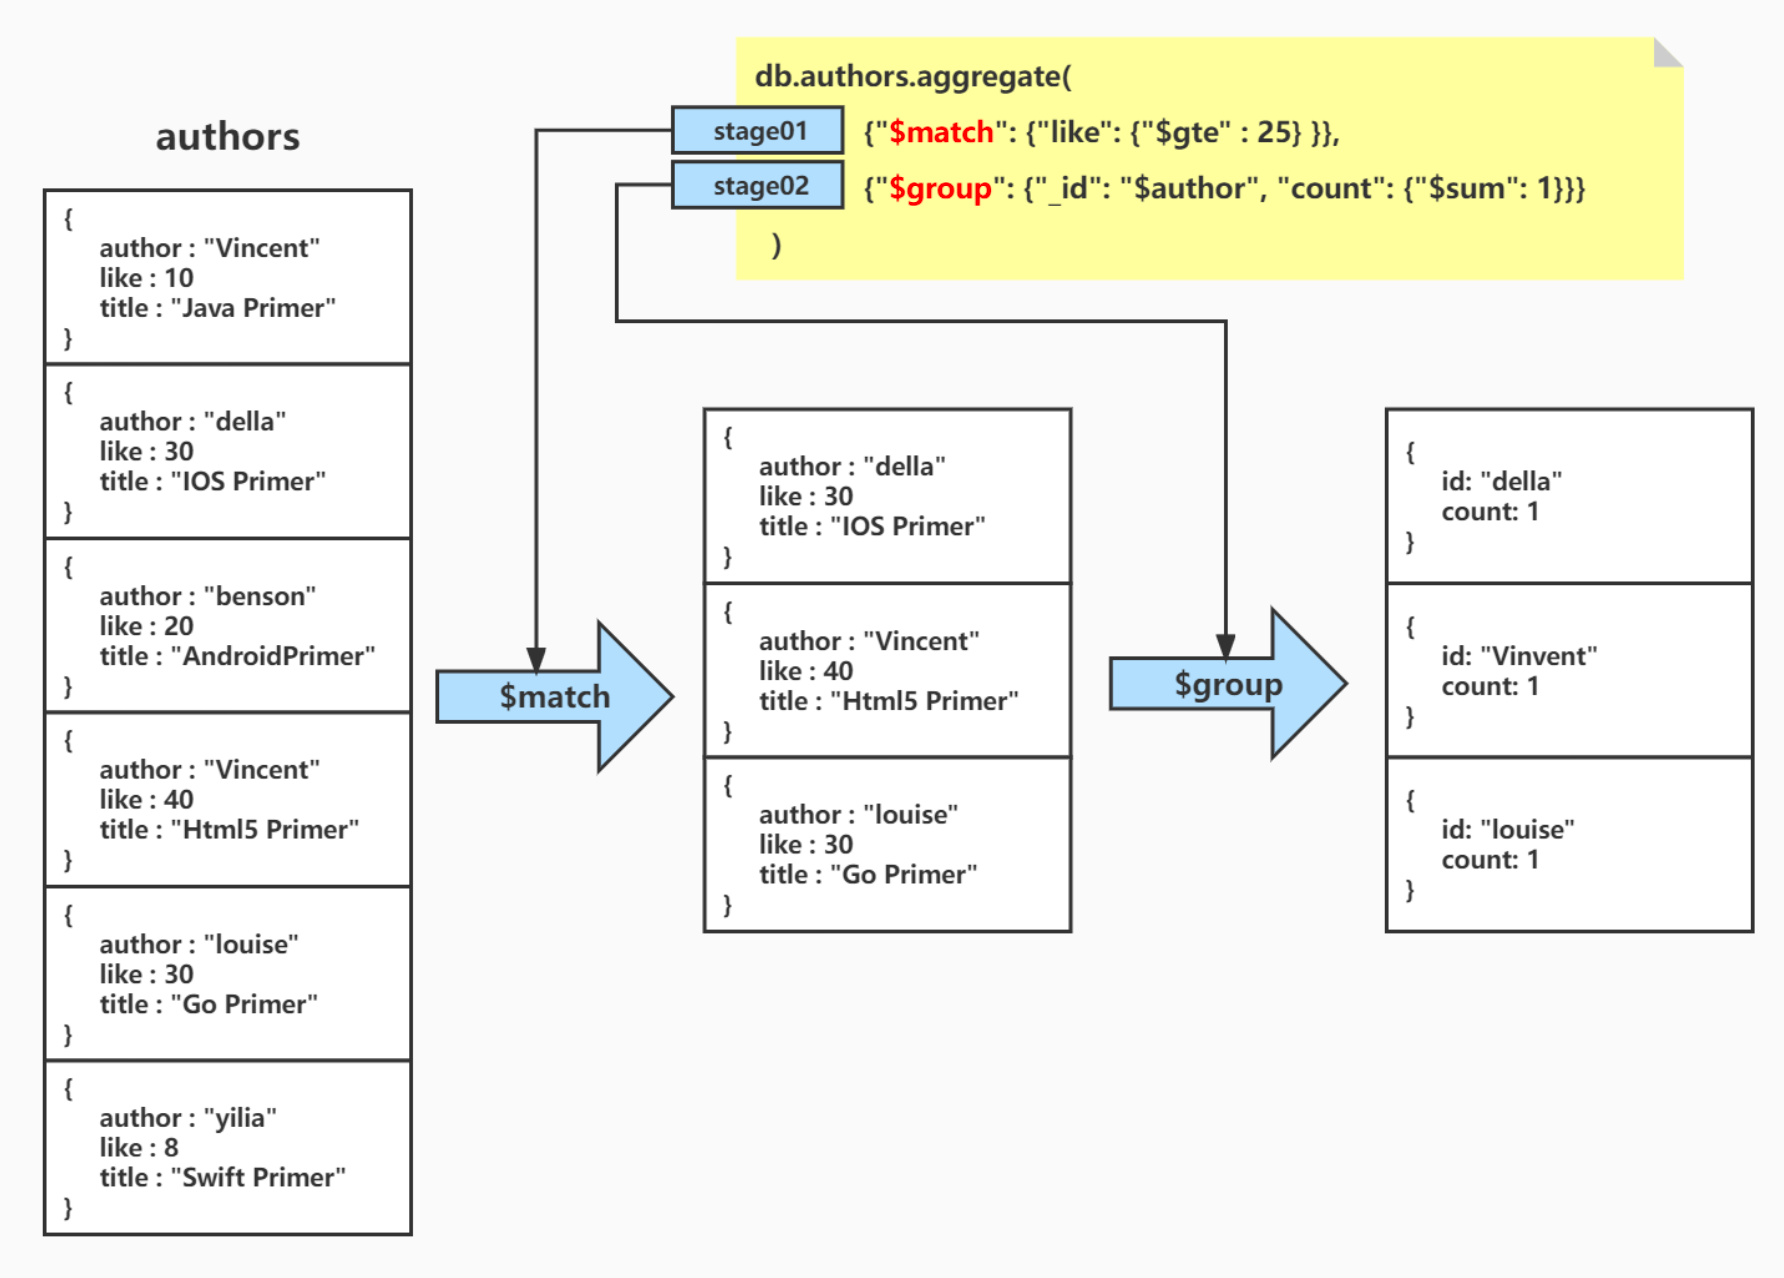 db.authors.aggregate(
stage01 {"$match": {"like": {"$gte" : 25} }},
stage02 {"$group": {"_id": "$author", "count": {"$sum": 1}}}
)
authors
{
author : "Vincent"
like : 10
title : "Java Primer"
}
{
author : "della"
like : 30
title : "IOS Primer"
}
{
author : "benson"
like : 20
title : "AndroidPrimer"
}
{
author : "Vincent"
like : 40
title : "Html5 Primer"
}
{
author : "louise"
like : 30
title : "Go Primer"
}
{
author : "yilia"
like : 8
title : "Swift Primer"
}
$match
{
author : "della"
like : 30
title : "IOS Primer"
}
{
author : "Vincent"
like : 40
title : "Html5 Primer"
}
{
author : "louise"
like : 30
title : "Go Primer"
}
$group
{
id: "della"
count: 1
}
{
id: "Vinvent"
count: 1
}
{
id: "louise"
count: 1
}